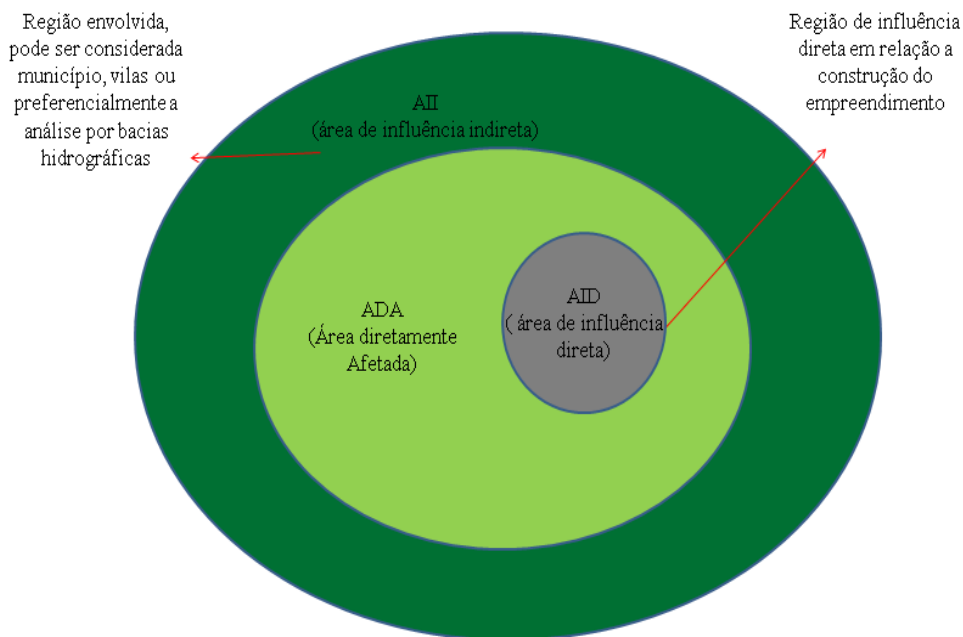 Região envolvida,
pode ser considerada
município, vilas ou
preferencialmente a
análise por bacias
hidrográficas
Região de influência
direta em relação a
construção do
empreendimento
AII
(área de influência indireta)
ADA
(Área diretamente
Afetada)
AID
( área de influência
direta)